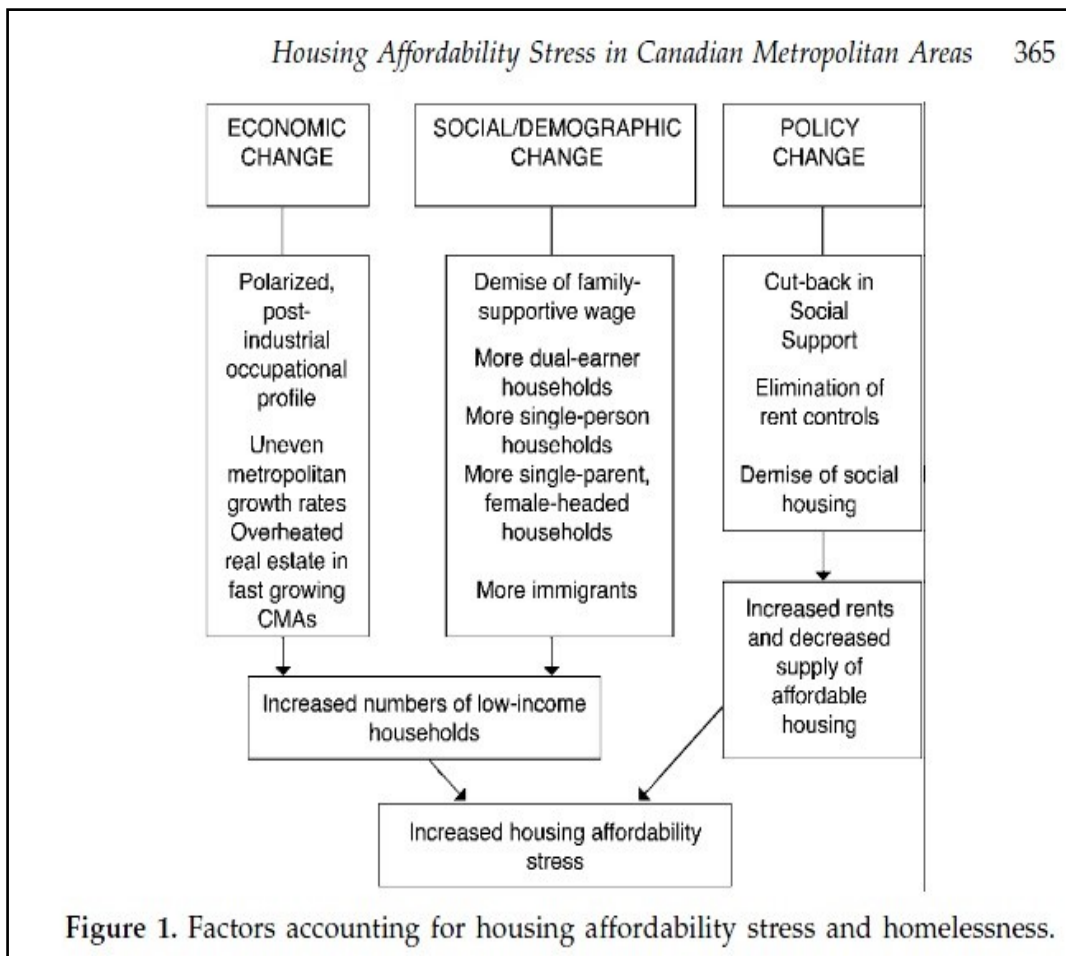 Housing Affordability Stress in Canadian Metropolitan Areas 365
ECONOMIC
CHANGE
SOCIAL/DEMOGRAPHIC
CHANGE
POLICY
CHANGE
Polarized,
post-
industrial
occupational
profile
Uneven
metropolitan
growth rates
Overheated
real estate in
fast growing
CMAs
Demise of family-
supportive wage
More dual-earner
households
More single-person
households
More single-parent,
female-headed
households
More immigrants
Cut-back in
Social
Support
Elimination of
rent controls
Demise of social
housing
Increased numbers of low-income
households
Increased rents
and decreased
supply of
affordable
housing
Increased housing affordability
stress
Figure 1. Factors accounting for housing affordability stress and homelessness.